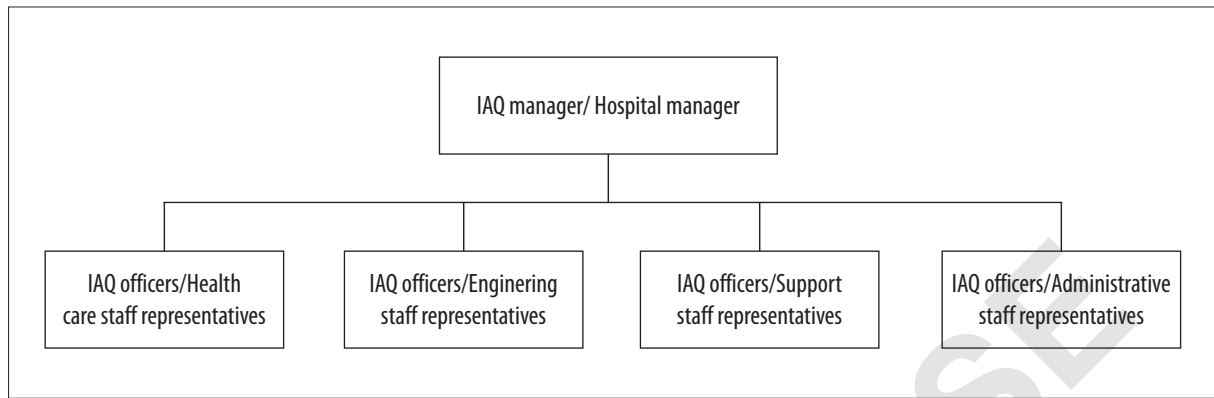 IAQ manager/ Hospital manager
IAQ officers/Health
care staff representatives
IAQ officers/Enginering
staff representatives
IAQ officers/Support
staff representatives
IAQ officers/Administrative
staff representatives
SE